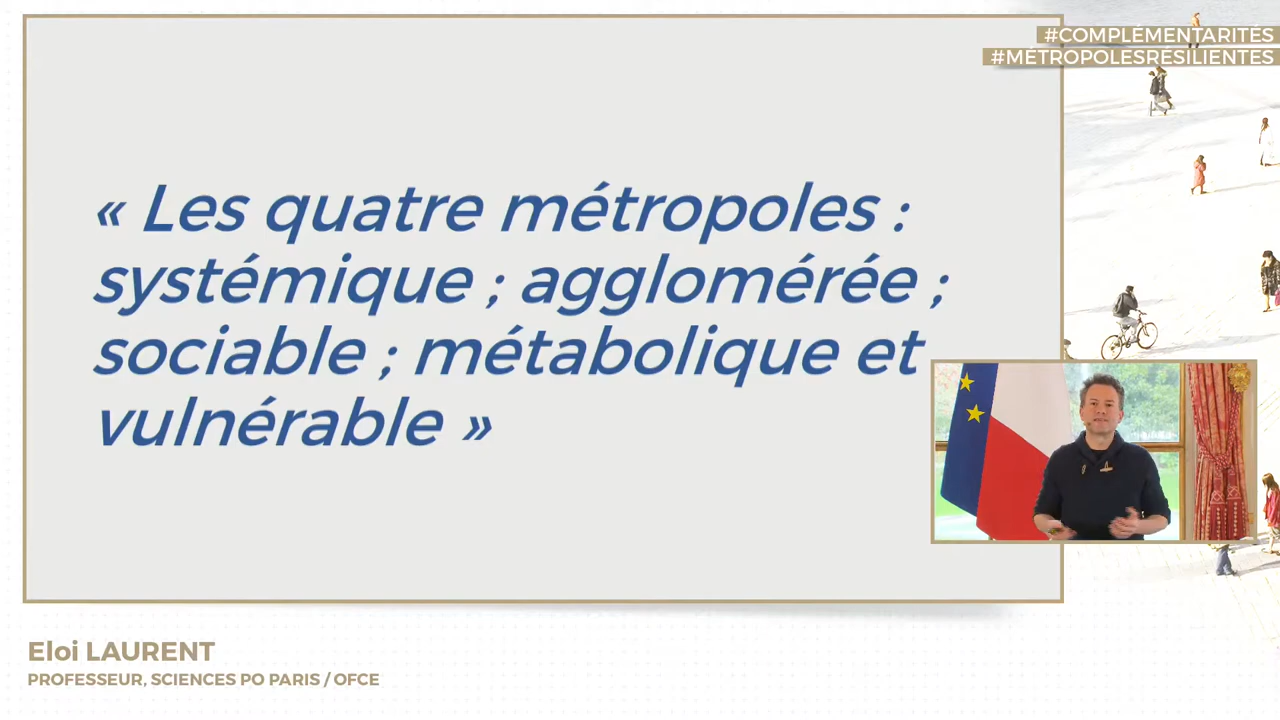 #COMPLÉMENTARITÉS
#MÉTROPOLESRÉSILIENTES
« Les quatre métropoles :
systémique ; agglomérée ;
sociable ; métabolique et
vulnérable »
Eloi LAURENT
PROFESSEUR, SCIENCES PO PARIS / OFCE